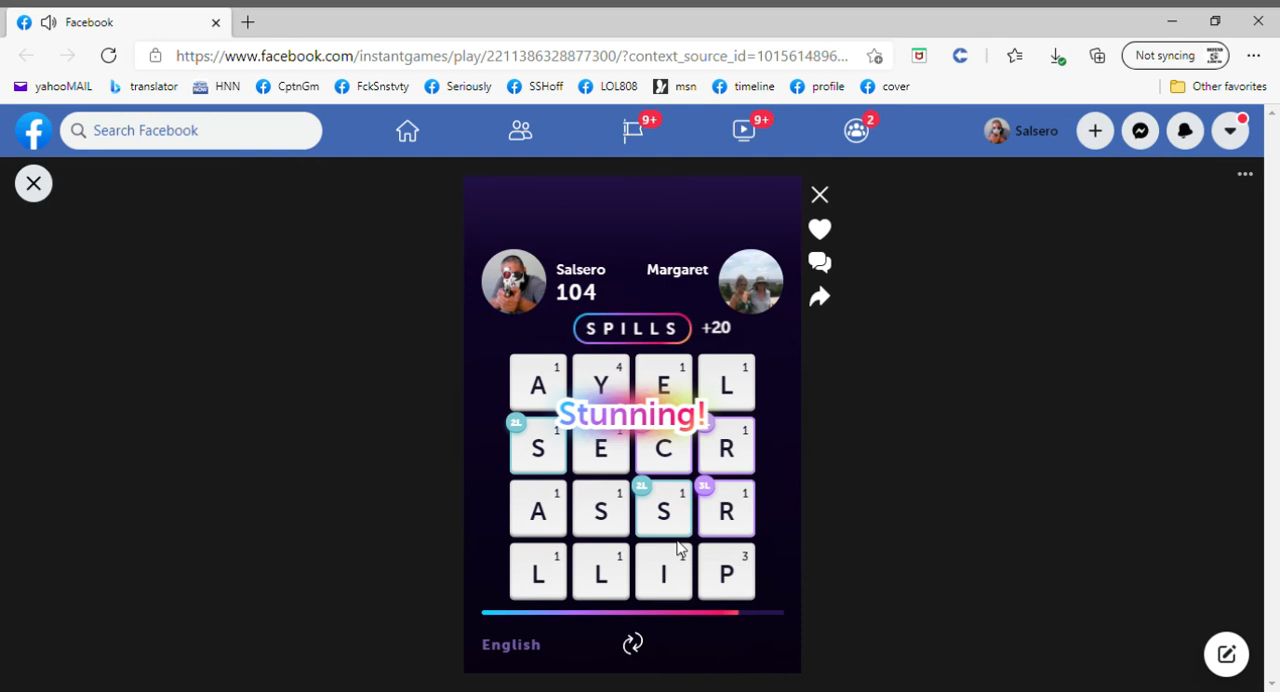 Facebook
https://www.facebook.com/instantgames/play/2211386328877300/?context_source_id=1015614896...
Not syncing
yahooMAIL translator HNN CptnGm FckSnstvty Seriously SSHoff LOL808 msn timeline profile cover Other favorites
Search Facebook 9+ 9+ 2 Salsero
Salsero Margaret
104
SPILLS +20
A 1 Y 4 E 1 L 1
Stunning!
2L S 1 E 1 C R 1
A 1 S 1 2L S 1 3L R 1
L 1 L 1 I 1 P 3
English